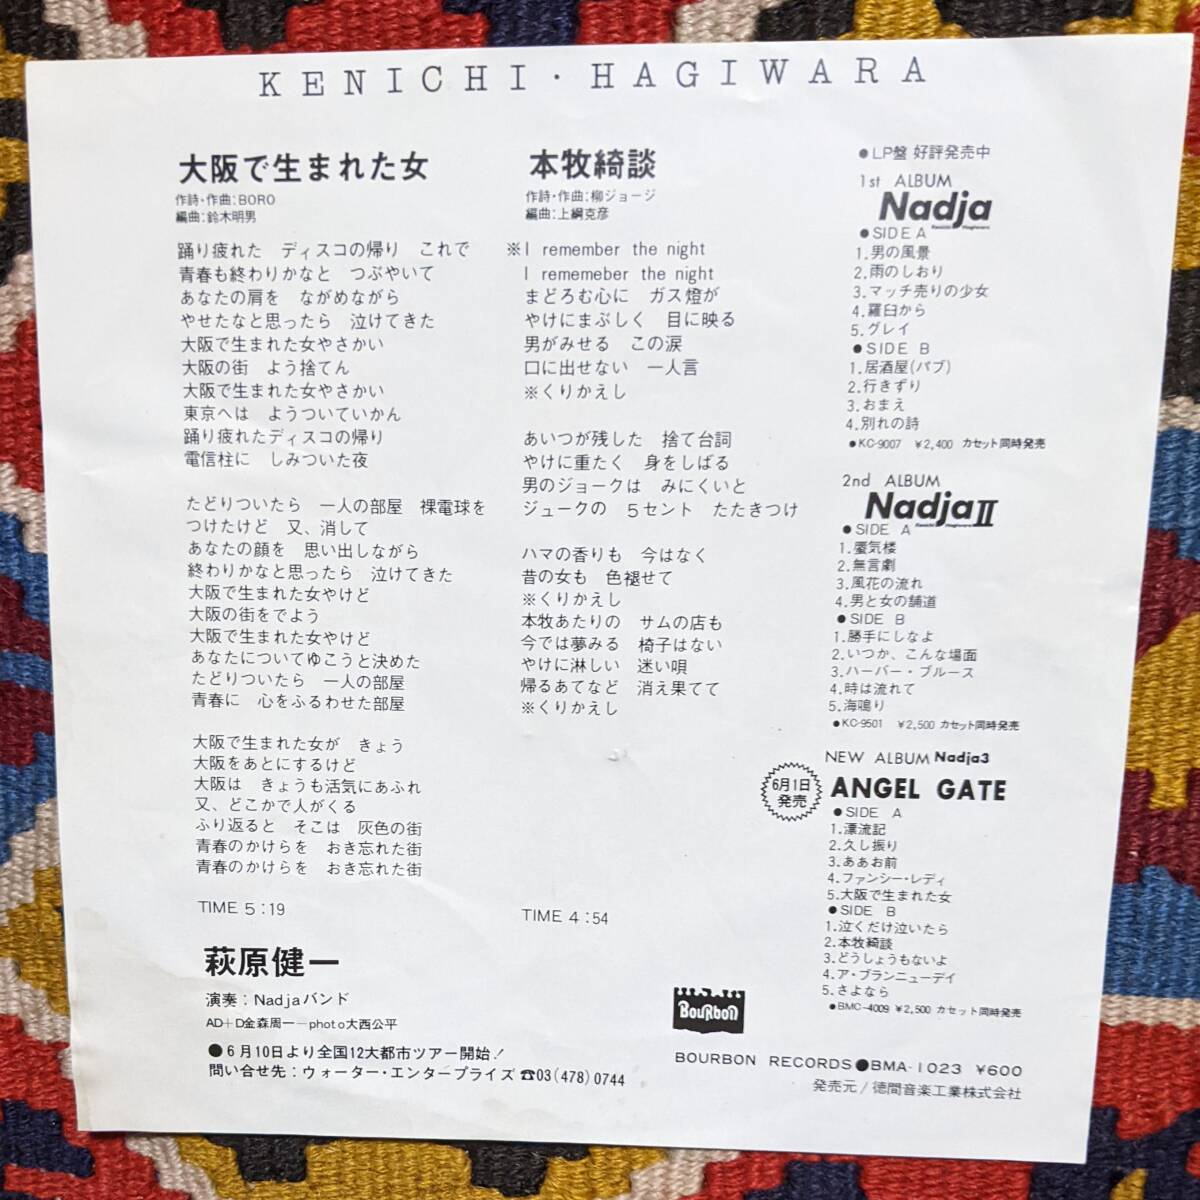 KENICHI・HAGIWARA
大阪で生まれた女
作詩・作曲:BORO
編曲:鈴木明男
踊り疲れた　ディスコの帰り　これで
青春も終わりかなと　つぶやいて
あなたの肩を　ながめながら
やせたなと思ったら　泣けてきた
大阪で生まれた女やさかい
大阪の街　よう捨てん
大阪で生まれた女やさかい
東京へは　ようついていかん
踊り疲れたディスコの帰り
電信柱に　しみついた夜
たどりついたら　一人の部屋　裸電球を
つけたけど　又、消して
あなたの顔を　思い出しながら
終わりかなと思ったら　泣けてきた
大阪で生まれた女やけど
大阪の街をでよう
大阪で生まれた女やけど
あなたについてゆこうと決めた
たどりついたら　一人の部屋
青春に　心をふるわせた部屋
大阪で生まれた女が　きょう
大阪をあとにするけど
大阪は　きょうも活気にあふれ
又、どこかで人がくる
ふり返ると　そこは　灰色の街
青春のかけらを　おき忘れた街
青春のかけらを　おき忘れた街
TIME 5:19
本牧綺談
作詩・作曲:柳ジョージ
編曲:上綱克彦
※I remember the night
I rememeber the night
まどろむ心に　ガス燈が
やけにまぶしく　目に映る
男がみせる　この涙
口に出せない　一人言
※くりかえし
あいつが残した　捨て台詞
やけに重たく　身をしばる
男のジョークは　みにくいと
ジュークの　5セント　たたきつけ
ハマの香りも　今はなく
昔の女も　色褪せて
※くりかえし
本牧あたりの　サムの店も
今では夢みる　椅子はない
やけに淋しい　迷い唄
帰るあてなど　消え果てて
※くりかえし
TIME 4:54
●LP盤 好評発売中
1st ALBUM
Nadja
Kenichi Hagiwara
●SIDE A
1.男の風景
2.雨のしおり
3.マッチ売りの少女
4.羅臼から
5.グレイ
●SIDE B
1.居酒屋(パブ)
2.行きずり
3.おまえ
4.別れの詩
●KC-9007 ¥2,400 カセット同時発売
2nd ALBUM
Nadja II
Kenichi Hagiwara
●SIDE A
1.蜃気楼
2.無言劇
3.風花の流れ
4.男と女の舗道
●SIDE B
1.勝手にしなよ
2.いつか、こんな場面
3.ハーバー・ブルース
4.時は流れて
5.海鳴り
●KC-9501 ¥2,500 カセット同時発売
NEW ALBUM Nadja3
6月1日
発売
ANGEL GATE
●SIDE A
1.漂流記
2.久し振り
3.ああお前
4.ファンシー・レディ
5.大阪で生まれた女
●SIDE B
1.泣くだけ泣いたら
2.本牧綺談
3.どうしようもないよ
4.ア・ブランニューデイ
5.さよなら
●BMC-4009 ¥2,500 カセット同時発売
萩原健一
演奏:Nadjaバンド
AD+D金森周一—photo大西公平
●6月10日より全国12大都市ツアー開始!
問い合せ先:ウォーター・エンタープライズ☎03(478)0744
BouRboN
BOURBON RECORDS●BMA-1023 ¥600
発売元/徳間音楽工業株式会社